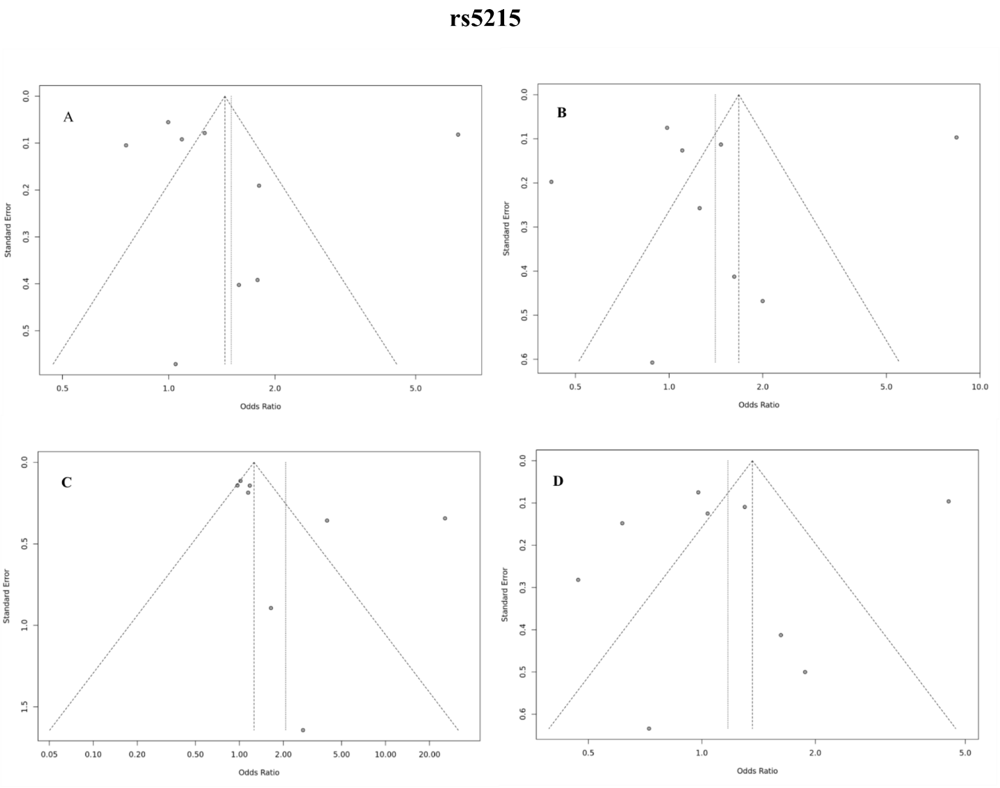 rs5215
A
0.0
0.1
0.2
0.3
0.4
0.5
Standard Error
0.5 1.0 2.0 5.0
Odds Ratio
B
0.0
0.1
0.2
0.3
0.4
0.5
0.6
Standard Error
0.5 1.0 2.0 5.0 10.0
Odds Ratio
C
0.0
0.5
1.0
1.5
Standard Error
0.05 0.10 0.20 0.50 1.00 2.00 5.00 10.00 20.00
Odds Ratio
D
0.0
0.1
0.2
0.3
0.4
0.5
0.6
Standard Error
0.5 1.0 2.0 5.0
Odds Ratio